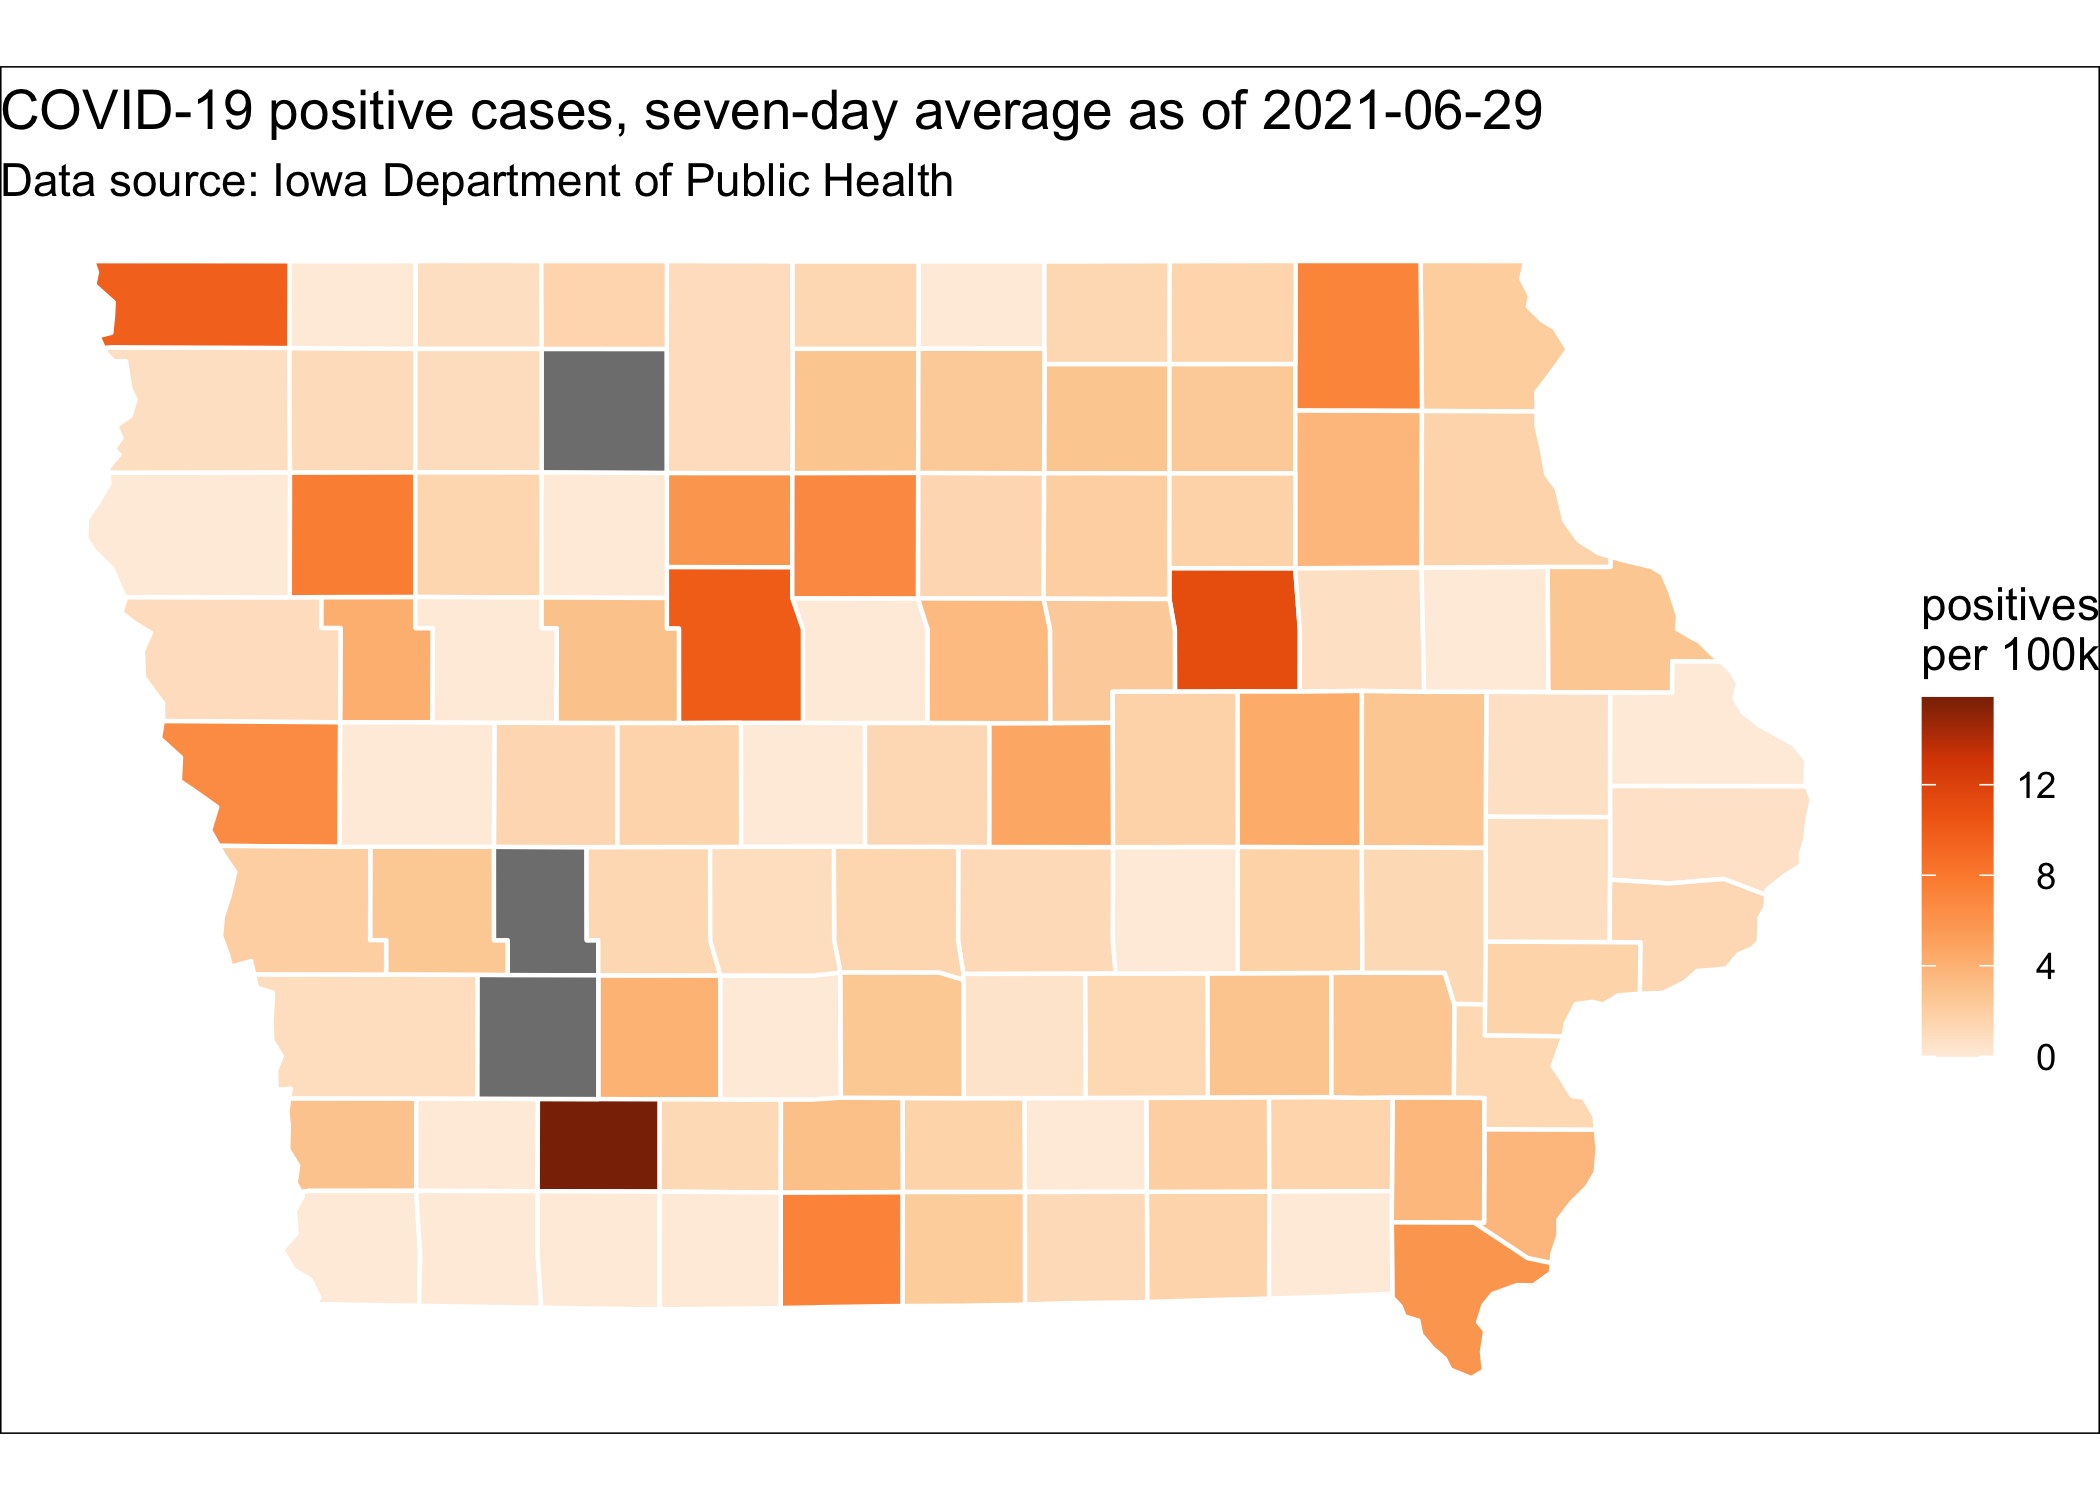 COVID-19 positive cases, seven-day average as of 2021-06-29
Data source: Iowa Department of Public Health
positives
per 100k
12
8
4
0